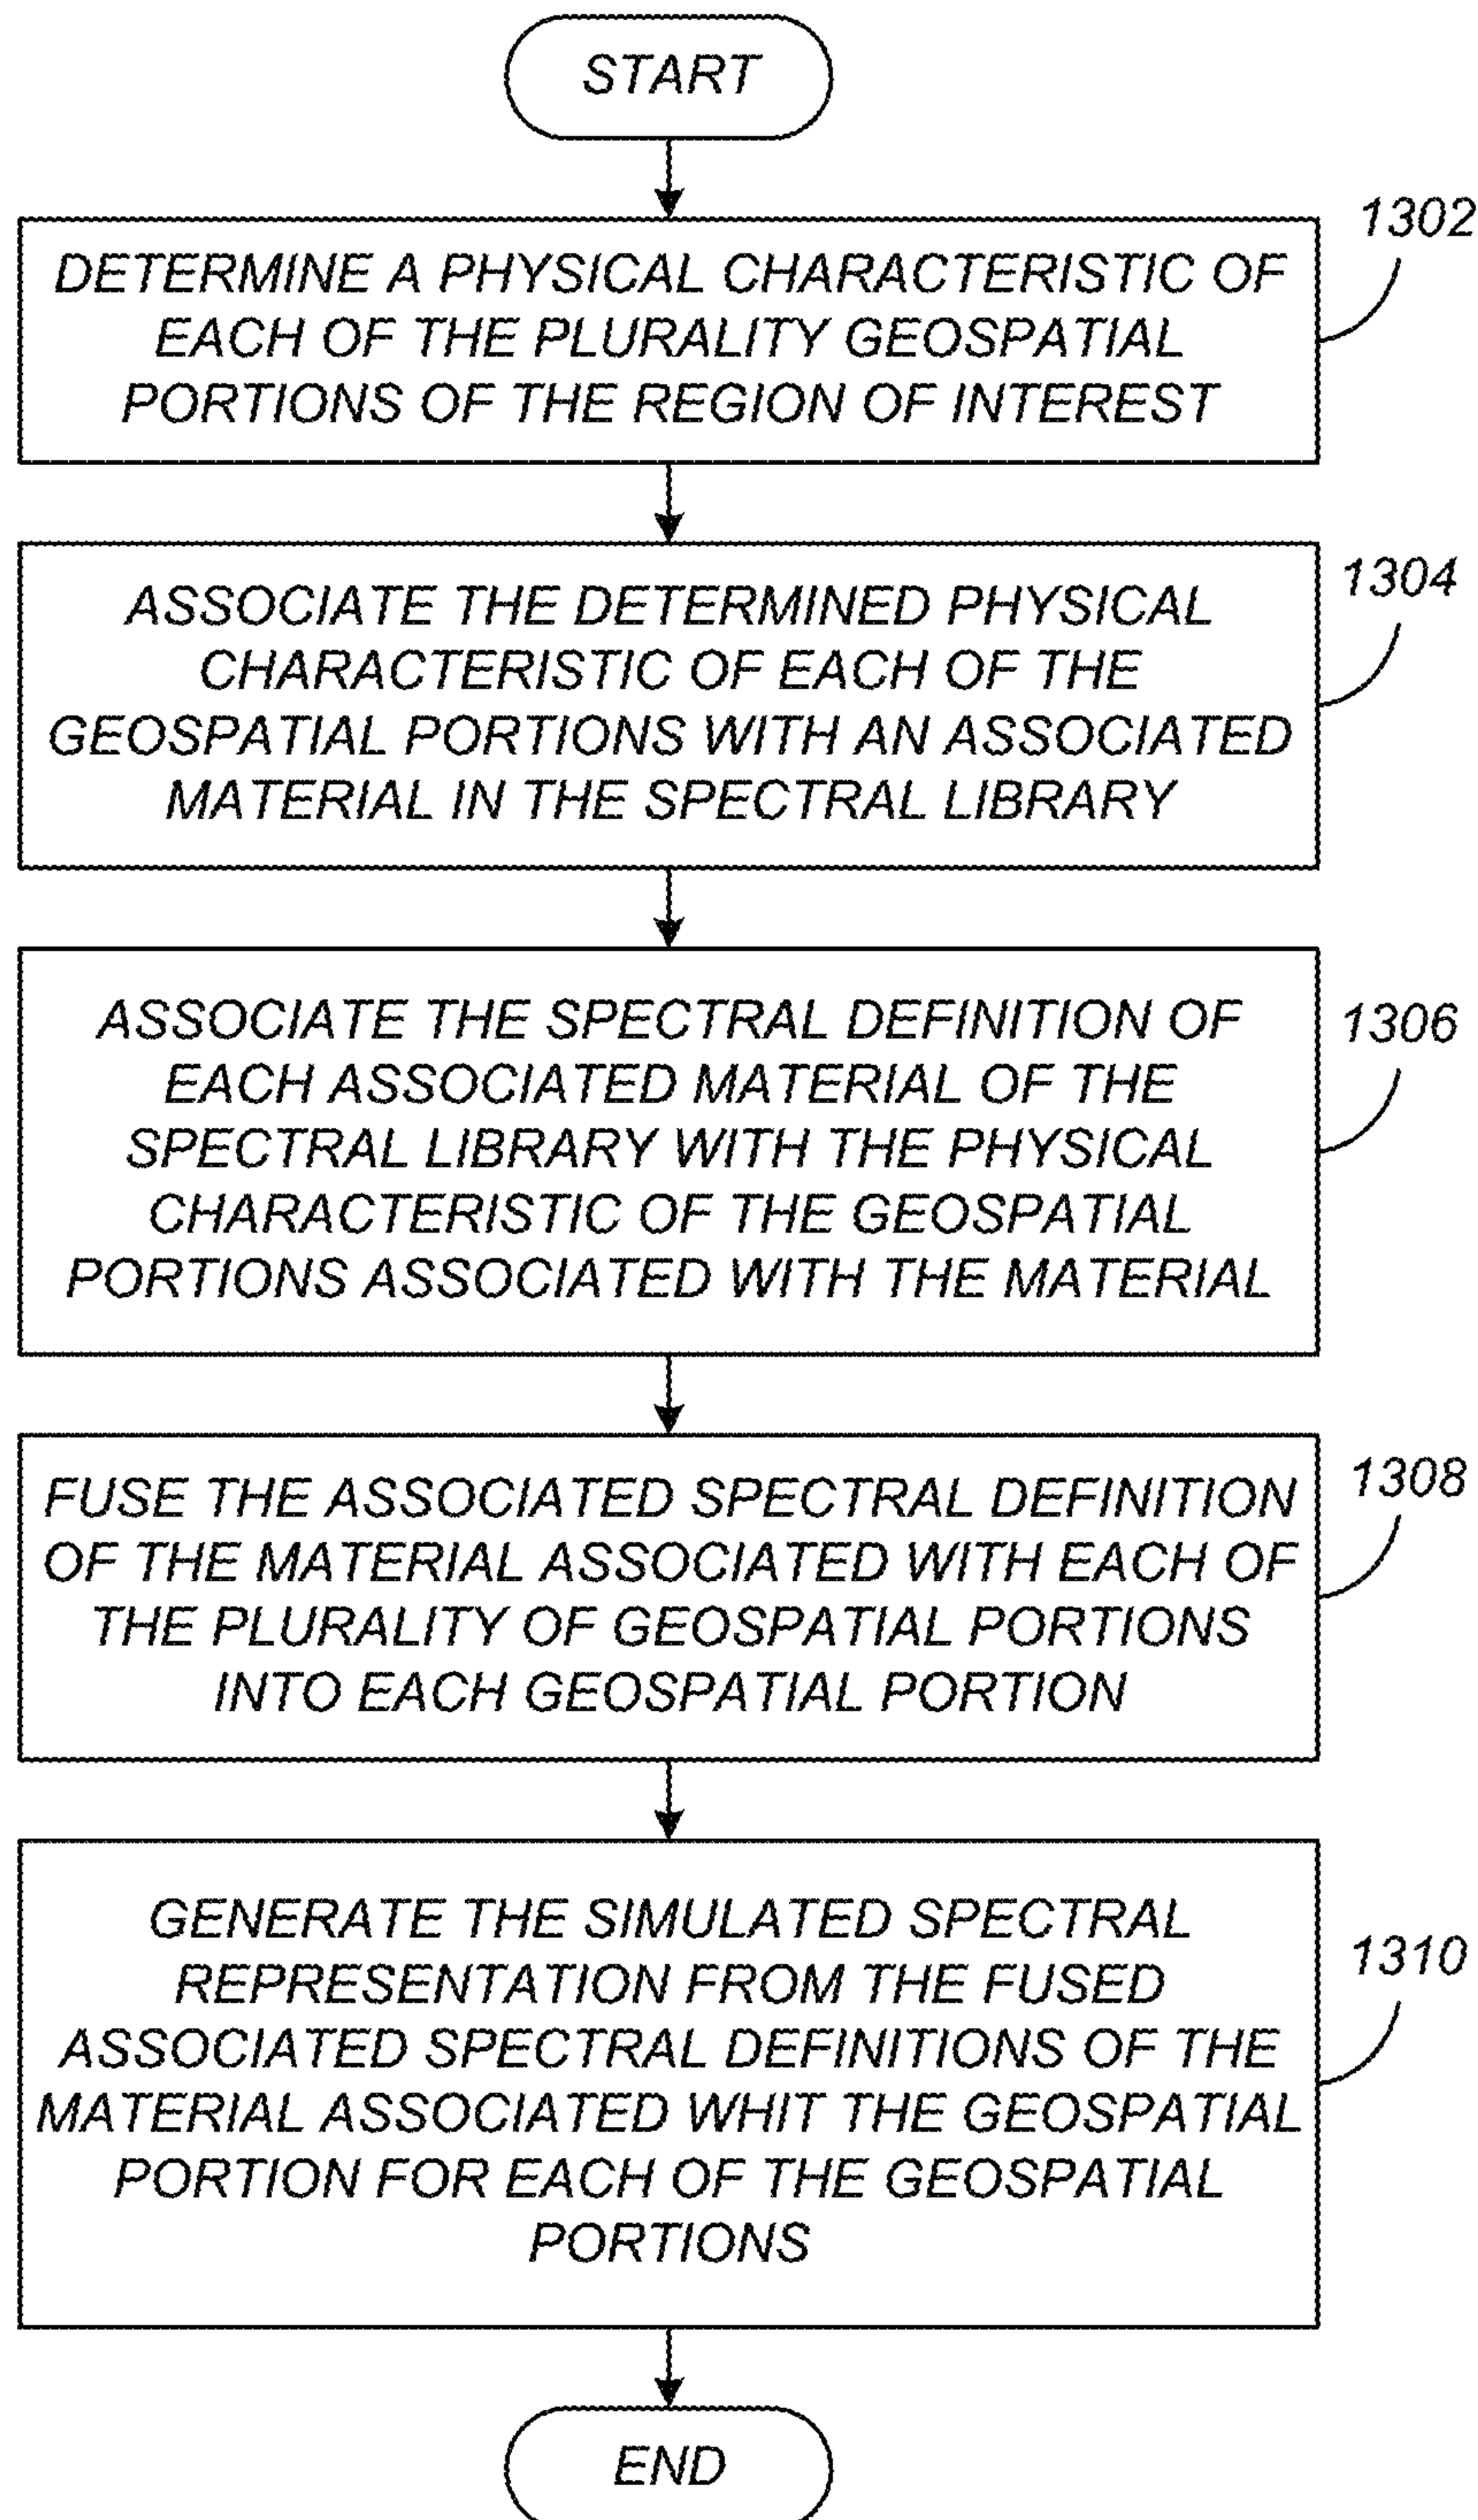 START
1302
DETERMINE A PHYSICAL CHARACTERISTIC OF
EACH OF THE PLURALITY GEOSPATIAL
PORTIONS OF THE REGION OF INTEREST
1304
ASSOCIATE THE DETERMINED PHYSICAL
CHARACTERISTIC OF EACH OF THE
GEOSPATIAL PORTIONS WITH AN ASSOCIATED
MATERIAL IN THE SPECTRAL LIBRARY
1306
ASSOCIATE THE SPECTRAL DEFINITION OF
EACH ASSOCIATED MATERIAL OF THE
SPECTRAL LIBRARY WITH THE PHYSICAL
CHARACTERISTIC OF THE GEOSPATIAL
PORTIONS ASSOCIATED WITH THE MATERIAL
1308
FUSE THE ASSOCIATED SPECTRAL DEFINITION
OF THE MATERIAL ASSOCIATED WITH EACH OF
THE PLURALITY OF GEOSPATIAL PORTIONS
INTO EACH GEOSPATIAL PORTION
1310
GENERATE THE SIMULATED SPECTRAL
REPRESENTATION FROM THE FUSED
ASSOCIATED SPECTRAL DEFINITIONS OF THE
MATERIAL ASSOCIATED WHIT THE GEOSPATIAL
PORTION FOR EACH OF THE GEOSPATIAL
PORTIONS
END